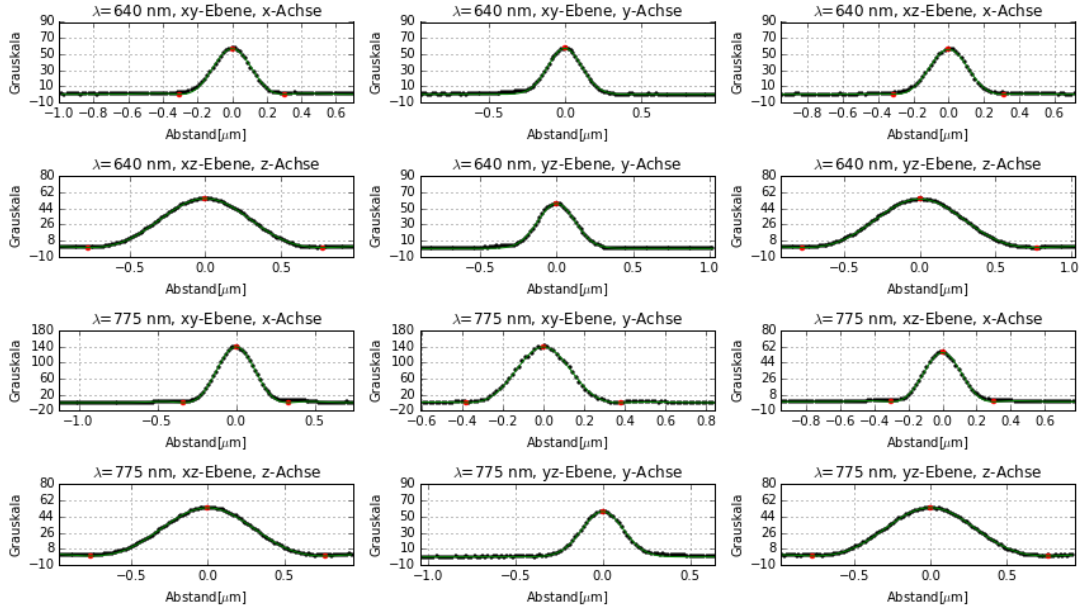 λ=640 nm, xy-Ebene, x-Achse
Grauskala
90
70
50
30
10
−10
−1.0 −0.8 −0.6 −0.4 −0.2 0.0 0.2 0.4 0.6
Abstand[μm]
λ=640 nm, xy-Ebene, y-Achse
Grauskala
90
70
50
30
10
−10
−0.5 0.0 0.5
Abstand[μm]
λ=640 nm, xz-Ebene, x-Achse
Grauskala
90
70
50
30
10
−10
−0.8 −0.6 −0.4 −0.2 0.0 0.2 0.4 0.6
Abstand[μm]
λ=640 nm, xz-Ebene, z-Achse
Grauskala
80
62
44
26
8
−10
−0.5 0.0 0.5
Abstand[μm]
λ=640 nm, yz-Ebene, y-Achse
Grauskala
90
70
50
30
10
−10
−0.5 0.0 0.5 1.0
Abstand[μm]
λ=640 nm, yz-Ebene, z-Achse
Grauskala
80
62
44
26
8
−10
−0.5 0.0 0.5 1.0
Abstand[μm]
λ=775 nm, xy-Ebene, x-Achse
Grauskala
180
140
100
60
20
−20
−1.0 −0.5 0.0 0.5
Abstand[μm]
λ=775 nm, xy-Ebene, y-Achse
Grauskala
180
140
100
60
20
−20
−0.6 −0.4 −0.2 0.0 0.2 0.4 0.6 0.8
Abstand[μm]
λ=775 nm, xz-Ebene, x-Achse
Grauskala
80
62
44
26
8
−10
−0.8 −0.6 −0.4 −0.2 0.0 0.2 0.4 0.6
Abstand[μm]
λ=775 nm, xz-Ebene, z-Achse
Grauskala
80
62
44
26
8
−10
−0.5 0.0 0.5
Abstand[μm]
λ=775 nm, yz-Ebene, y-Achse
Grauskala
90
70
50
30
10
−10
−1.0 −0.5 0.0 0.5
Abstand[μm]
λ=775 nm, yz-Ebene, z-Achse
Grauskala
80
62
44
26
8
−10
−0.5 0.0 0.5
Abstand[μm]